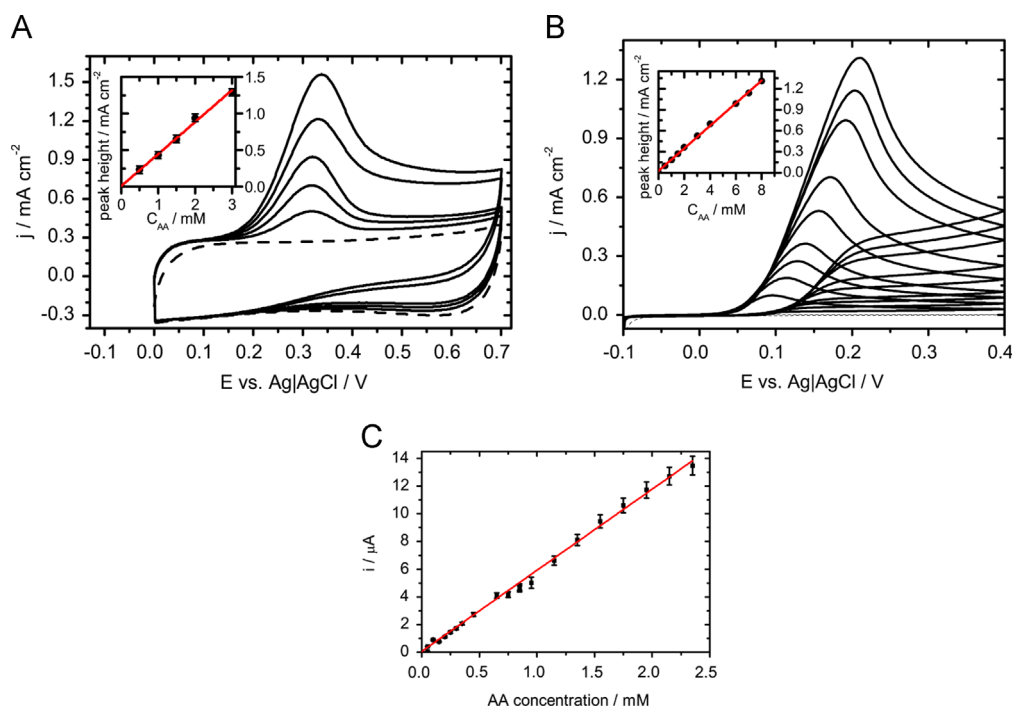 A
B
peak height / mA cm-2
1.5
1.0
0.5
0.0
0 1 2 3
CAA / mM
1.5
1.2
0.9
0.6
0.3
0.0
-0.3
j / mA cm-2
-0.1 0.0 0.1 0.2 0.3 0.4 0.5 0.6 0.7
E vs. Ag|AgCl / V
peak height / mA cm-2
1.2
0.9
0.6
0.3
0.0
0 2 4 6 8
CAA / mM
1.2
0.9
0.6
0.3
0.0
j / mA cm-2
-0.1 0.0 0.1 0.2 0.3 0.4
E vs. Ag|AgCl / V
C
14
12
10
8
6
4
2
0
i / µA
0.0 0.5 1.0 1.5 2.0 2.5
AA concentration / mM